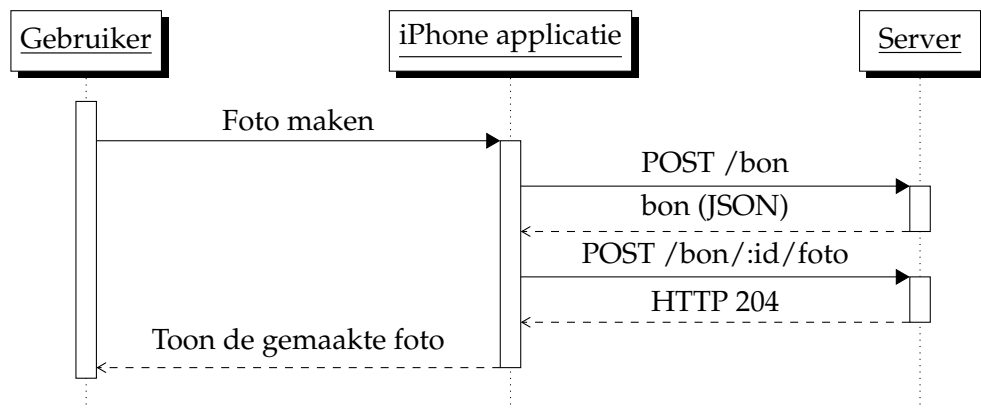 Gebruiker
iPhone applicatie
Server
Foto maken
POST /bon
bon (JSON)
POST /bon/:id/foto
HTTP 204
Toon de gemaakte foto